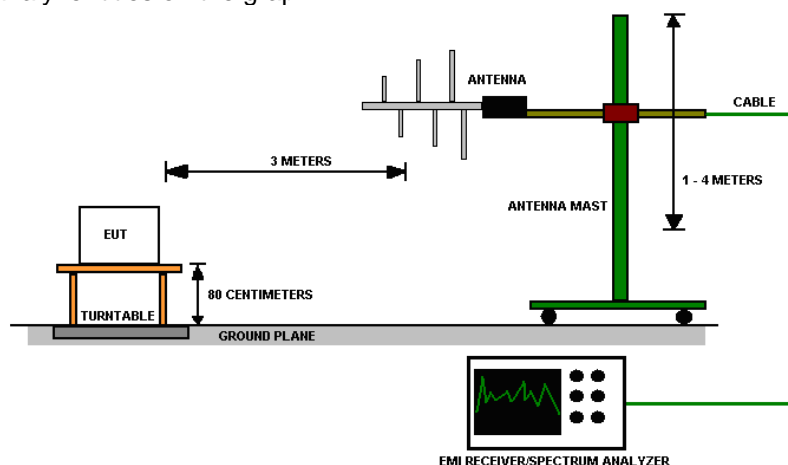 ANTENNA
CABLE
3 METERS
1 - 4 METERS
ANTENNA MAST
EUT
80 CENTIMETERS
TURNTABLE
GROUND PLANE
EMI RECEIVER/SPECTRUM ANALYZER